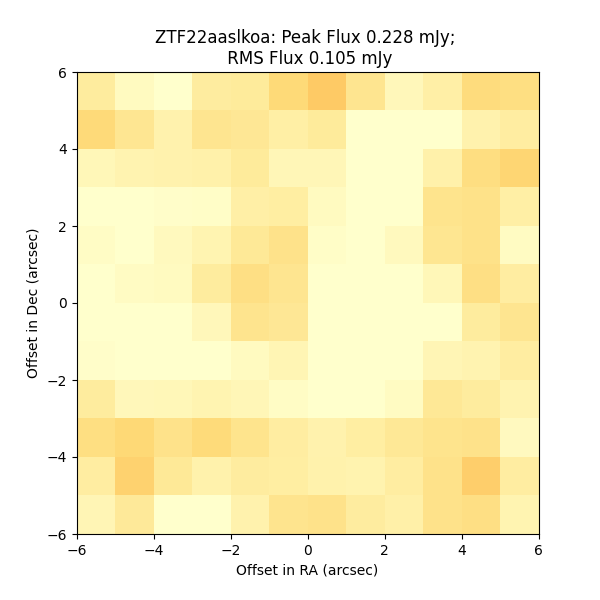 ZTF22aaslkoa: Peak Flux 0.228 mJy;
RMS Flux 0.105 mJy
6
4
2
0
−2
−4
−6
Offset in Dec (arcsec)
−6 −4 −2 0 2 4 6
Offset in RA (arcsec)